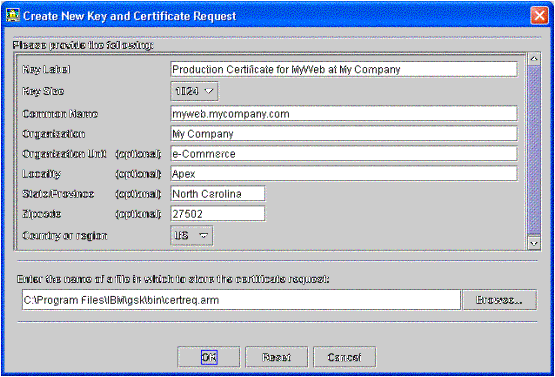 Create New Key and Certificate Request
Please provide the following:
Key Label Production Certificate for MyWeb at My Company
Key Size 1024
Common Name myweb.mycompany.com
Organization My Company
Organization Unit (optional) e-Commerce
Locality (optional) Apex
State/Province (optional) North Carolina
Zipcode (optional) 27502
Country or region US
Enter the name of a file in which to store the certificate request:
C:\Program Files\IBM\gsk\bin\certreq.arm Browse...
OK Reset Cancel